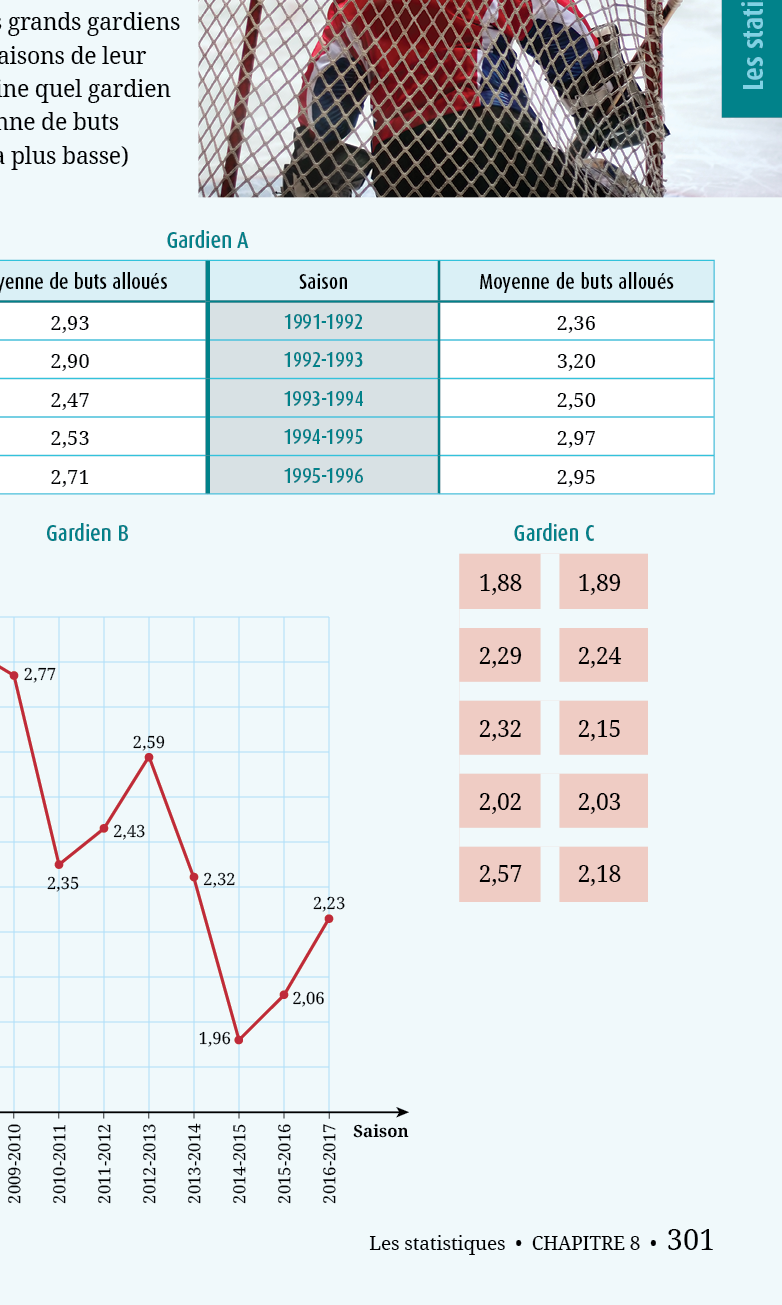 grands gardiens
de leur
quel gardien
de buts
plus basse)
Les
Gardien A
de buts alloués Saison Moyenne de buts alloués
2,93 1991-1992 2,36
2,90 1992-1993 3,20
2,47 1993-1994 2,50
2,53 1994-1995 2,97
2,71 1995-1996 2,95
Gardien B
2,77
2,59
2,43
2,35
2,32
2,23
2,06
1,96
Saison
2009-2010
2010-2011
2011-2012
2012-2013
2013-2014
2014-2015
2015-2016
2016-2017
Gardien C
1,88 1,89
2,29 2,24
2,32 2,15
2,02 2,03
2,57 2,18
Les statistiques • CHAPITRE 8 • 301